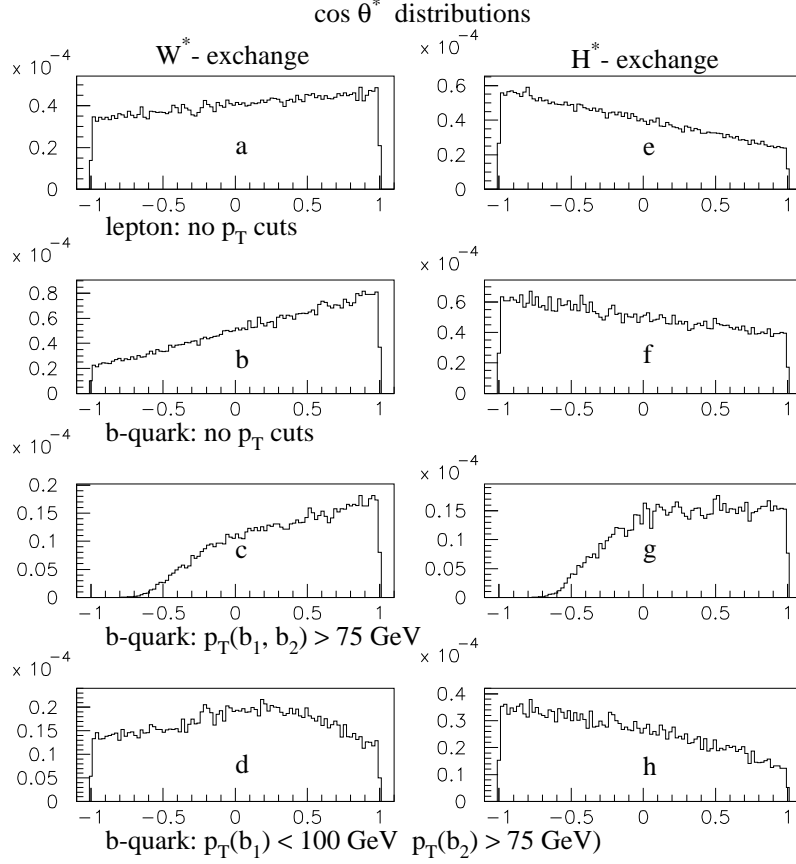 cos θ* distributions
W*- exchange
H*- exchange
x 10^-4
0.4
0.2
0
-1 -0.5 0 0.5 1
a
lepton: no p_T cuts
x 10^-4
0.6
0.4
0.2
0
-1 -0.5 0 0.5 1
e
x 10^-4
0.8
0.6
0.4
0.2
0
-1 -0.5 0 0.5 1
b
b-quark: no p_T cuts
x 10^-4
0.6
0.4
0.2
0
-1 -0.5 0 0.5 1
f
x 10^-4
0.2
0.15
0.1
0.05
0
-1 -0.5 0 0.5 1
c
b-quark: p_T(b_1, b_2) > 75 GeV
x 10^-4
0.15
0.1
0.05
0
-1 -0.5 0 0.5 1
g
x 10^-4
0.2
0.15
0.1
0.05
0
-1 -0.5 0 0.5 1
d
x 10^-4
0.4
0.3
0.2
0.1
0
-1 -0.5 0 0.5 1
h
b-quark: p_T(b_1) < 100 GeV p_T(b_2) > 75 GeV)